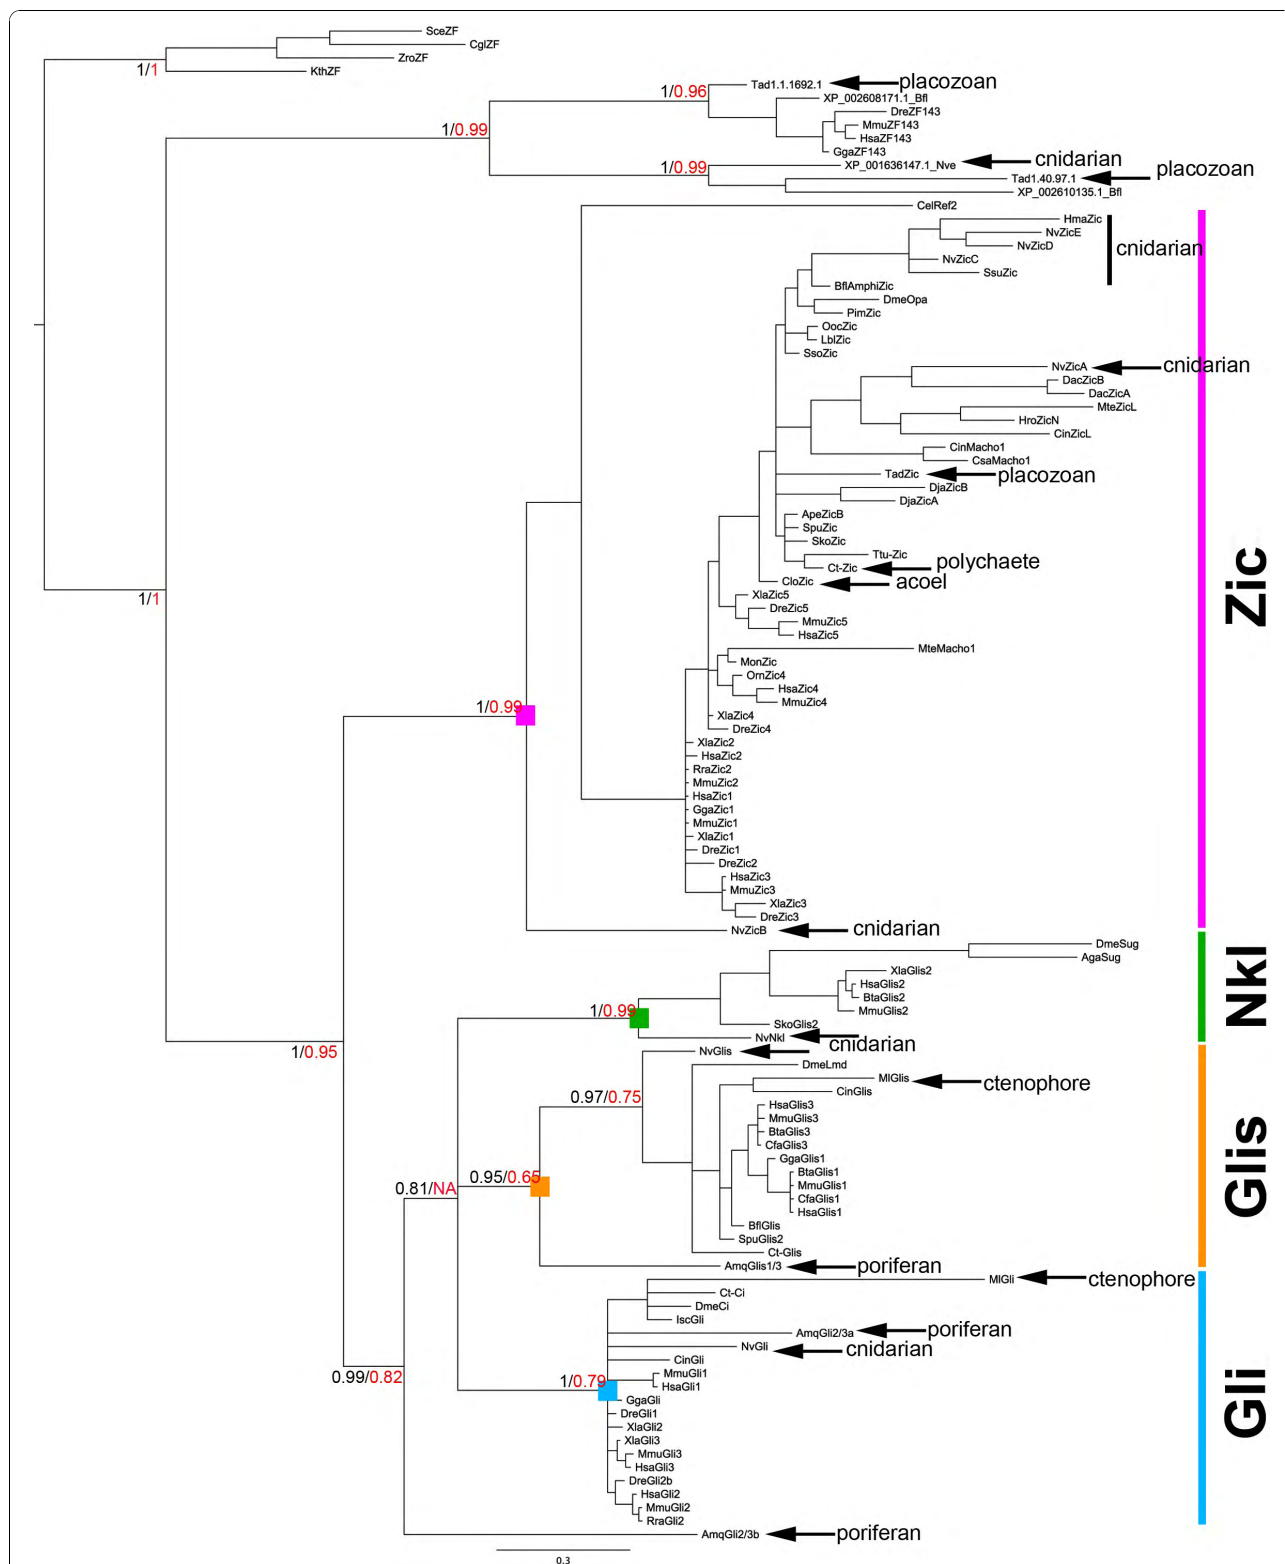 SceZF
CglZF
ZroZF
KthZF
1/1
Tad1.1.1692.1
placozoan
1/0.96
XP_002608171.1_Bfl
DreZF143
MmuZF143
HsaZF143
GgaZF143
1/0.99
XP_001636147.1_Nve
cnidarian
1/0.99
Tad1.40.97.1
placozoan
XP_002610135.1_Bfl
CelRef2
HmaZic
NvZicE
NvZicD
NvZicC
SsuZic
cnidarian
BflAmphiZic
DmeOpa
PimZic
OocZic
LblZic
SsoZic
NvZicA
cnidarian
DacZicB
DacZicA
MteZicL
HroZicN
CinZicL
CinMacho1
CsaMacho1
TadZic
placozoan
DjaZicB
DjaZicA
ApeZicB
SpuZic
SkoZic
Ttu-Zic
Ct-Zic
polychaete
CloZic
acoel
Zic
1/1
XlaZic5
DreZic5
MmuZic5
HsaZic5
MteMacho1
MonZic
OrnZic4
HsaZic4
MmuZic4
1/0.99
XlaZic4
DreZic4
XlaZic2
HsaZic2
RraZic2
MmuZic2
HsaZic1
GgaZic1
MmuZic1
XlaZic1
DreZic1
DreZic2
HsaZic3
MmuZic3
XlaZic3
DreZic3
NvZicB
cnidarian
DmeSug
AgaSug
XlaGlis2
HsaGlis2
BtaGlis2
MmuGlis2
1/0.99
SkoGlis2
NvNkl
Nkl
cnidarian
1/0.95
NvGlis
DmeLmd
MlGlis
ctenophore
CinGlis
0.97/0.75
HsaGlis3
MmuGlis3
BtaGlis3
CfaGlis3
GgaGlis1
BtaGlis1
MmuGlis1
CfaGlis1
HsaGlis1
Glis
0.95/0.65
0.81/NA
BflGlis
SpuGlis2
Ct-Glis
AmqGlis1/3
poriferan
MlGli
ctenophore
Ct-Ci
DmeCi
IscGli
AmqGli2/3a
poriferan
NvGli
cnidarian
CinGli
0.99/0.82
1/0.79
MmuGli1
HsaGli1
GgaGli
DreGli1
XlaGli2
XlaGli3
MmuGli3
HsaGli3
DreGli2b
HsaGli2
MmuGli2
RraGli2
Gli
AmqGli2/3b
poriferan
0.3